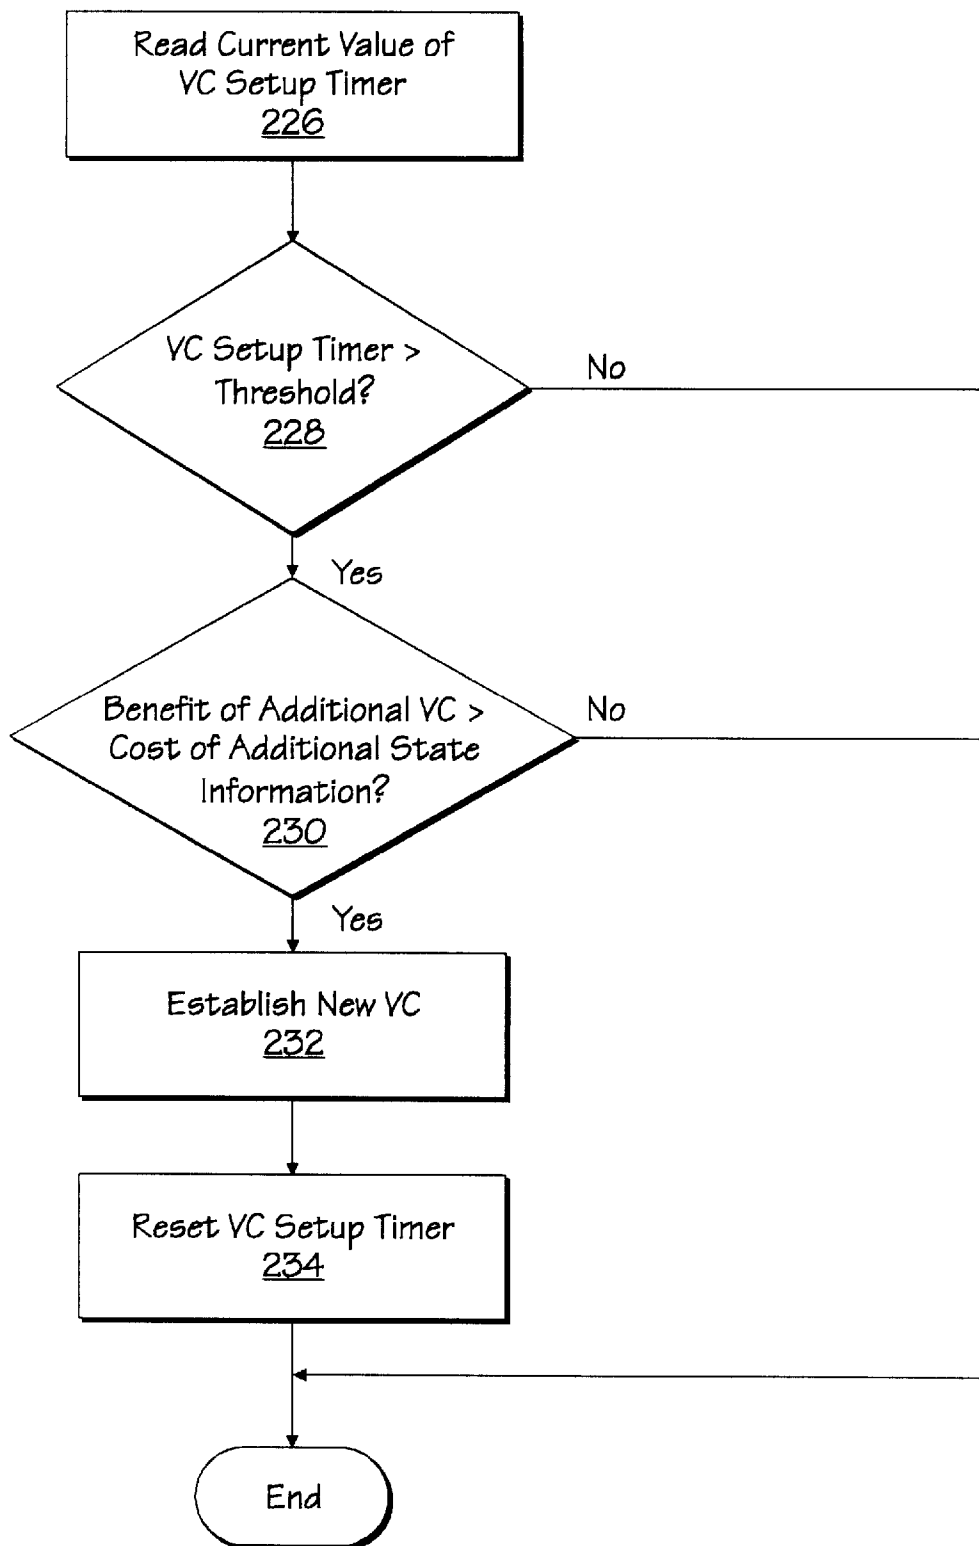 Read Current Value of
VC Setup Timer
226
VC Setup Timer >
Threshold?
228
No
Yes
Benefit of Additional VC >
Cost of Additional State
Information?
230
No
Yes
Establish New VC
232
Reset VC Setup Timer
234
End